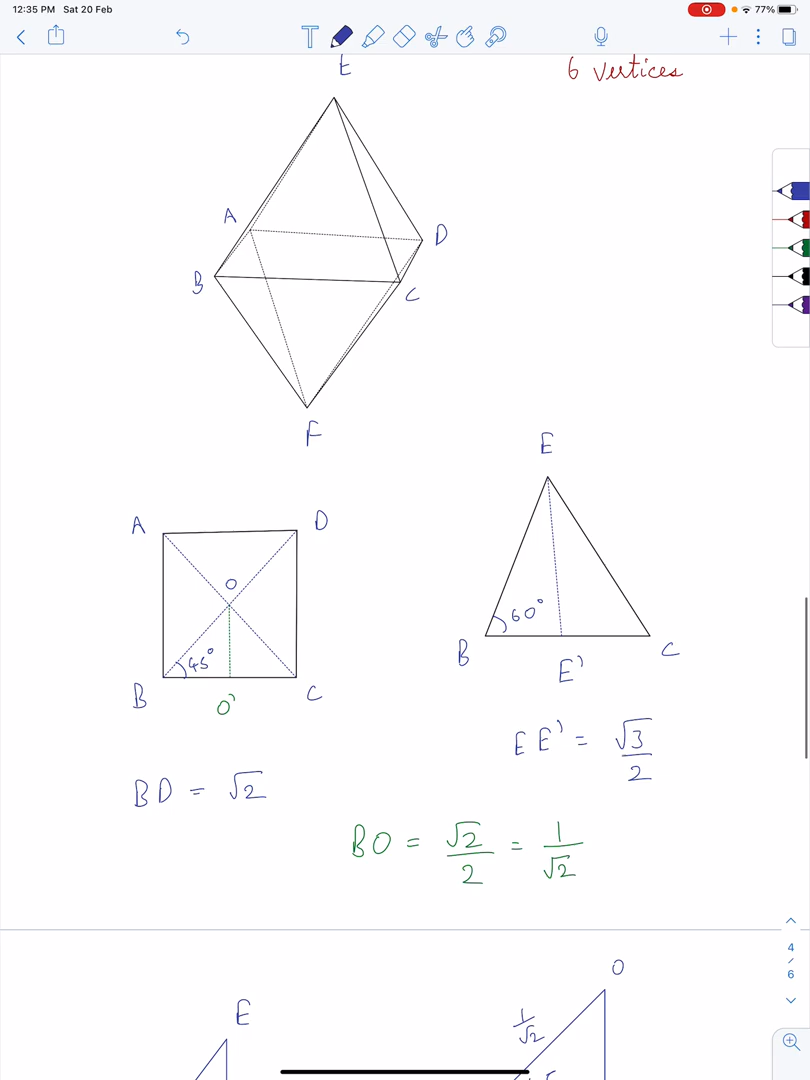 12:35 PM Sat 20 Feb 77%
T
E
6 vertices
A
D
B
C
F
E
A D
O
60°
45°
B C
B C
O'
E'
EE' = √3/2
BD = √2
BO = √2/2 = 1/√2
4
/
6
O
E
1/√2